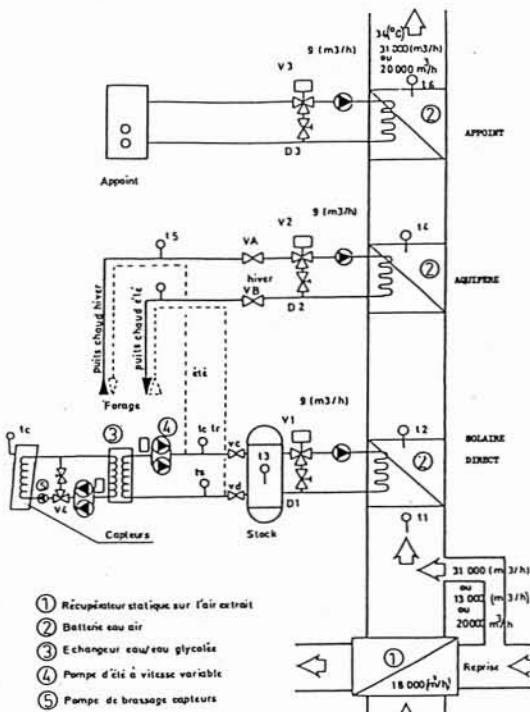 34(°C)
31 000 (m3/h)
ou
20 000 m3/h
9 (m3/h)
V3
t6
②
APPOINT
D3
Appoint
9 (m3/h)
t5
VA
V2
t4
②
hiver
VB
D2
AQUIFERE
puits chaud hiver
puits chaud été
été
Forage
9 (m3/h)
③
④
tc
tc tr
vc
V1
t2
SOLAIRE
DIRECT
t3
②
⑤
V4
ts
vd
D1
t1
Capteurs
Stock
31 000 (m 3/h)
ou
13 000 (m3/h)
ou
20000 m3/h
① Récupérateur statique sur l'air extrait
② Batterie eau air
③ Echangeur eau/eau glycolée
④ Pompe d'été à vitesse variable
⑤ Pompe de brassage capteurs
①
Reprise
18 000 (m3/h)